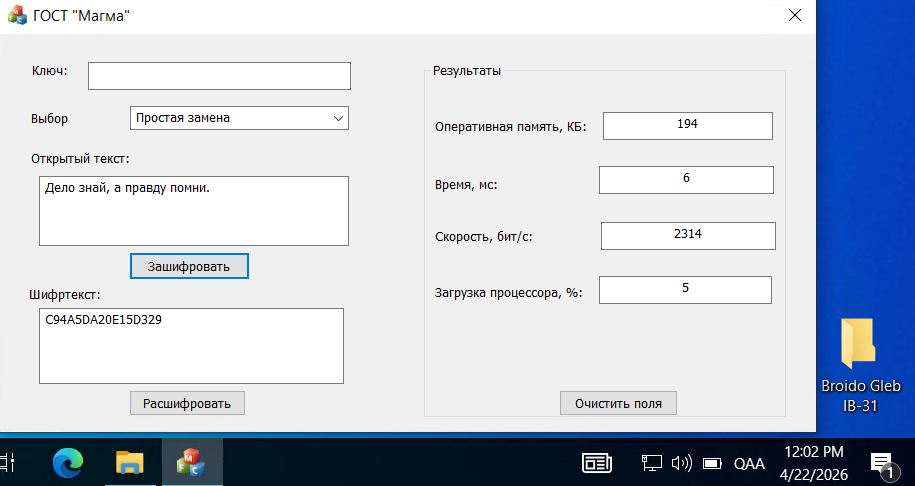 ГОСТ "Магма"
Ключ:
Выбор
Простая замена
Открытый текст:
Дело знай, а правду помни.
Зашифровать
Шифртекст:
C94A5DA20E15D329
Расшифровать
Результаты
Оперативная память, КБ:
194
Время, мс:
6
Скорость, бит/с:
2314
Загрузка процессора, %:
5
Очистить поля
Broido Gleb
IB-31
QAA
12:02 PM
4/22/2026
1